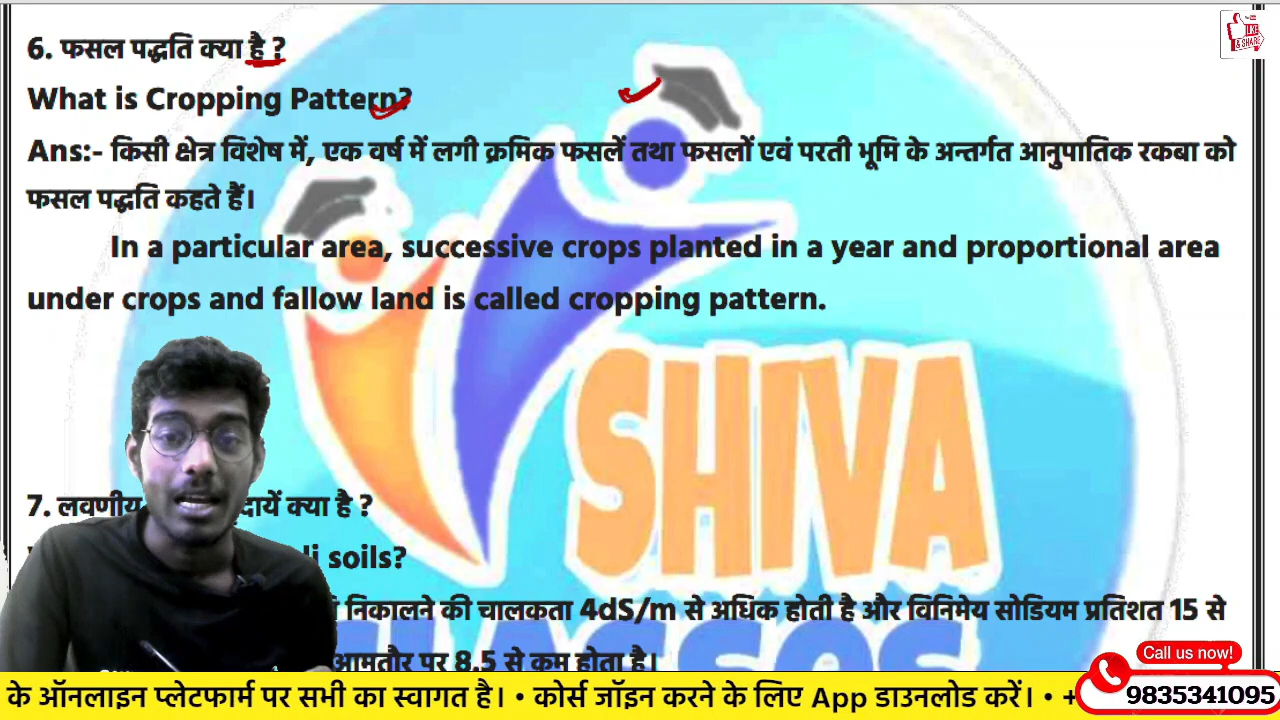 6. फसल पद्धति क्या है ?
What is Cropping Pattern?
Ans:- किसी क्षेत्र विशेष में, एक वर्ष में लगी क्रमिक फसलें तथा फसलों एवं परती भूमि के अन्तर्गत आनुपातिक रकबा को
फसल पद्धति कहते हैं।
In a particular area, successive crops planted in a year and proportional area
under crops and fallow land is called cropping pattern.
SHIVA
7. लवणीय क्या है ?
soils?
निकालने की चालकता 4dS/m से अधिक होती है और विनिमेय सोडियम प्रतिशत 15 से
आमतौर पर 8.5 से कम होता है।
LIKE
& SHARE
Call us now!
के ऑनलाइन प्लेटफार्म पर सभी का स्वागत है। • कोर्स जॉइन करने के लिए App डाउनलोड करें। • +
9835341095